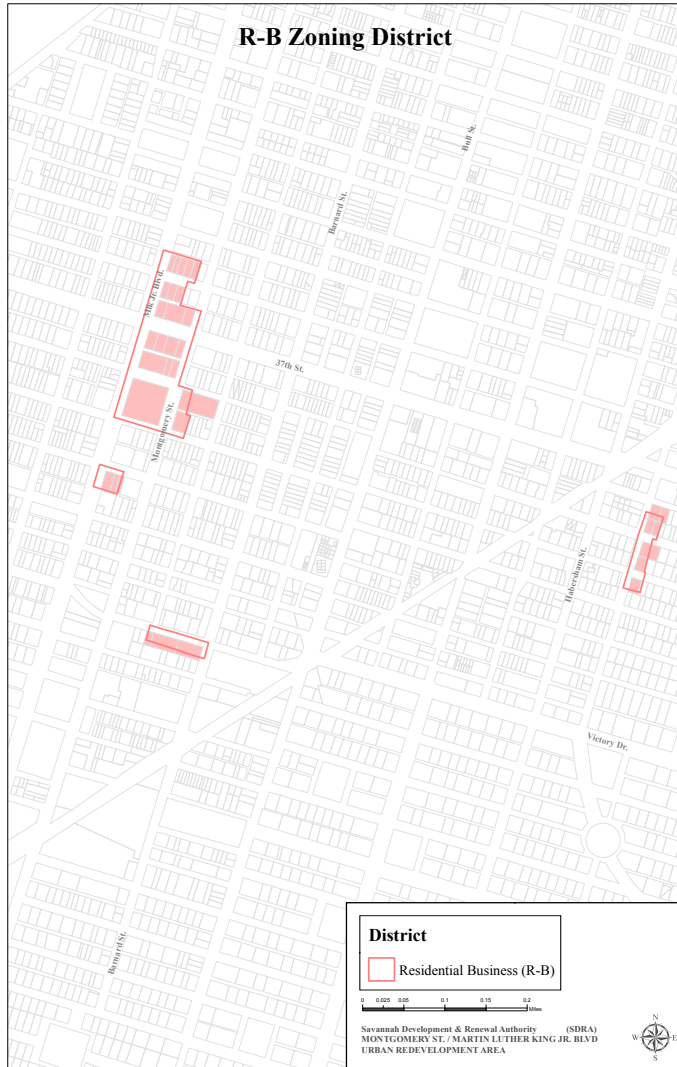 R-B Zoning District
Bull St.
Barnard St.
Mlk Jr. Blvd.
37th St.
Montgomery St.
Habersham St.
Victory Dr.
Barnard St.
District
Residential Business (R-B)
0 0.025 0.05 0.1 0.15 0.2
Miles
Savannah Development & Renewal Authority (SDRA)
MONTGOMERY ST. / MARTIN LUTHER KING JR. BLVD
URBAN REDEVELOPMENT AREA
N
W E
S